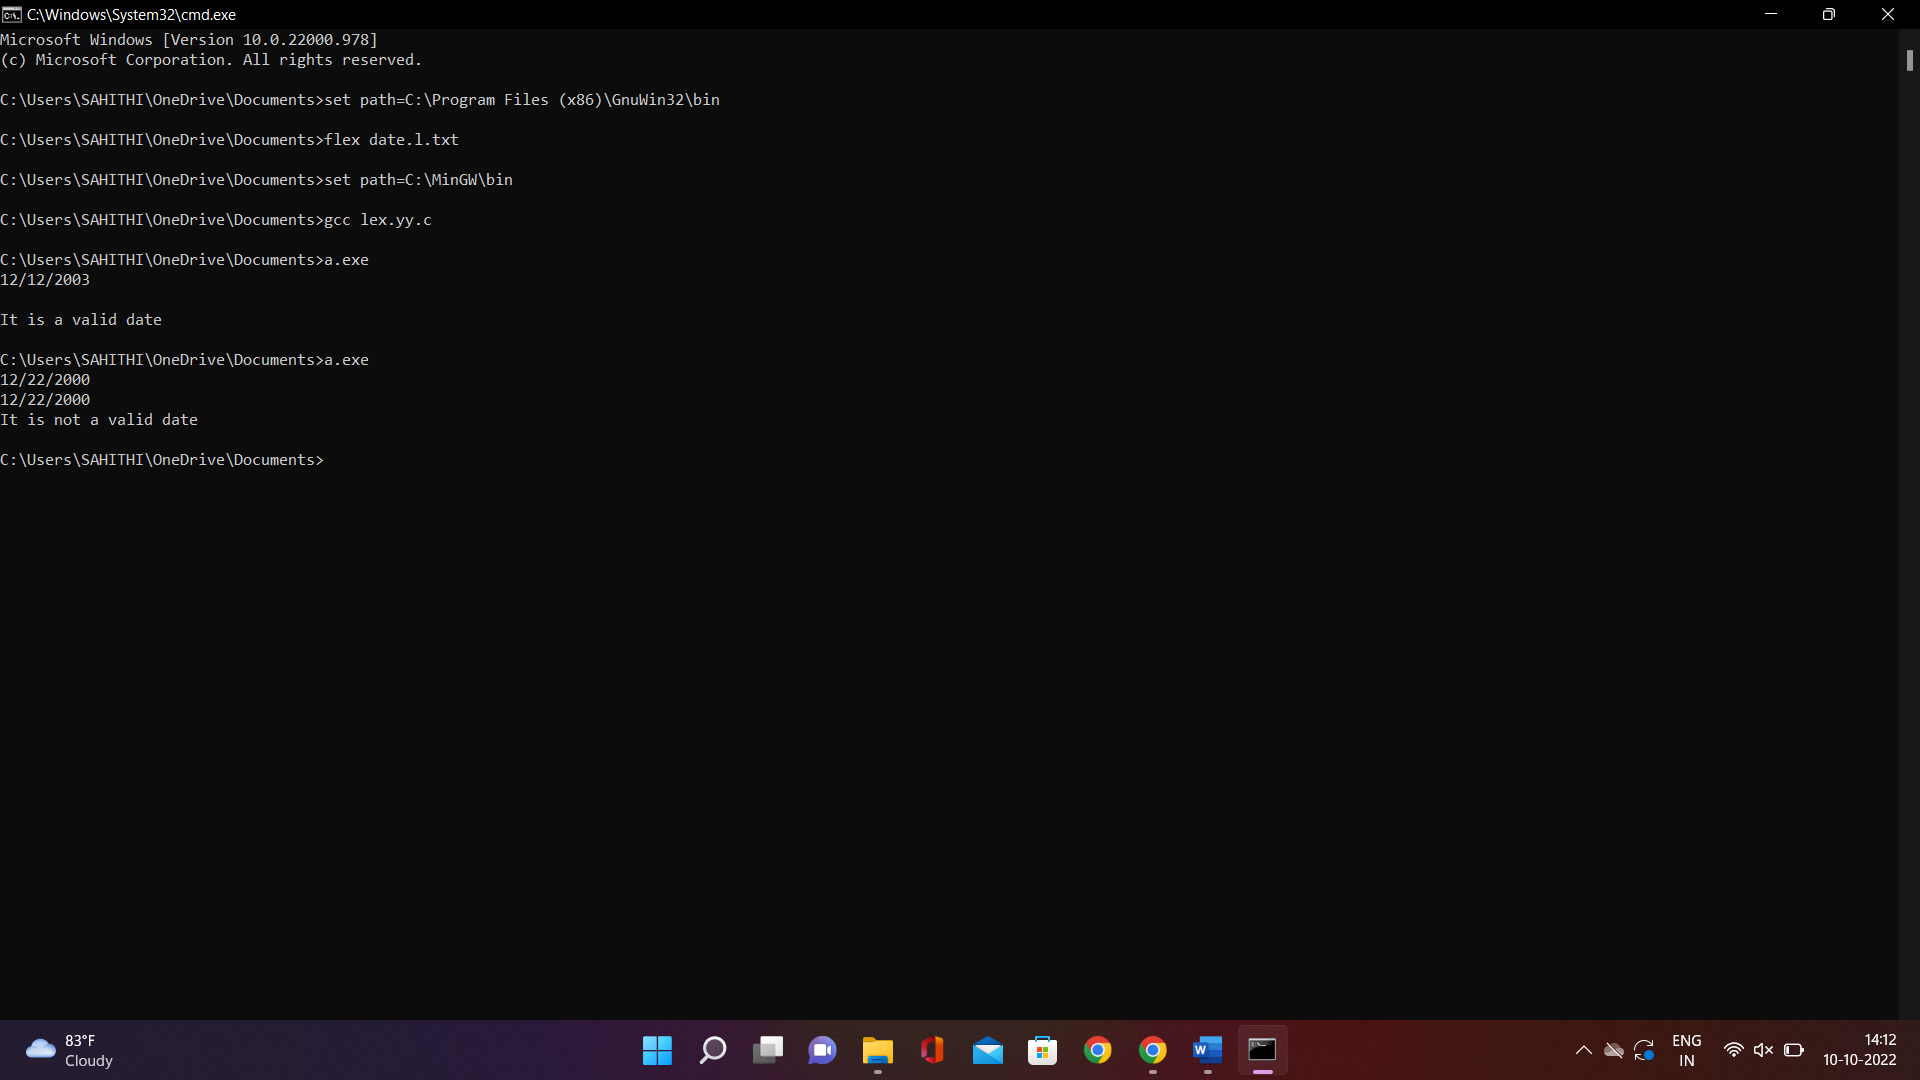 C:\Windows\System32\cmd.exe
Microsoft Windows [Version 10.0.22000.978]
(c) Microsoft Corporation. All rights reserved.
C:\Users\SAHITHI\OneDrive\Documents>set path=C:\Program Files (x86)\GnuWin32\bin
C:\Users\SAHITHI\OneDrive\Documents>flex date.l.txt
C:\Users\SAHITHI\OneDrive\Documents>set path=C:\MinGW\bin
C:\Users\SAHITHI\OneDrive\Documents>gcc lex.yy.c
C:\Users\SAHITHI\OneDrive\Documents>a.exe
12/12/2003
It is a valid date
C:\Users\SAHITHI\OneDrive\Documents>a.exe
12/22/2000
12/22/2000
It is not a valid date
C:\Users\SAHITHI\OneDrive\Documents>
83°F
Cloudy
ENG
IN
14:12
10-10-2022